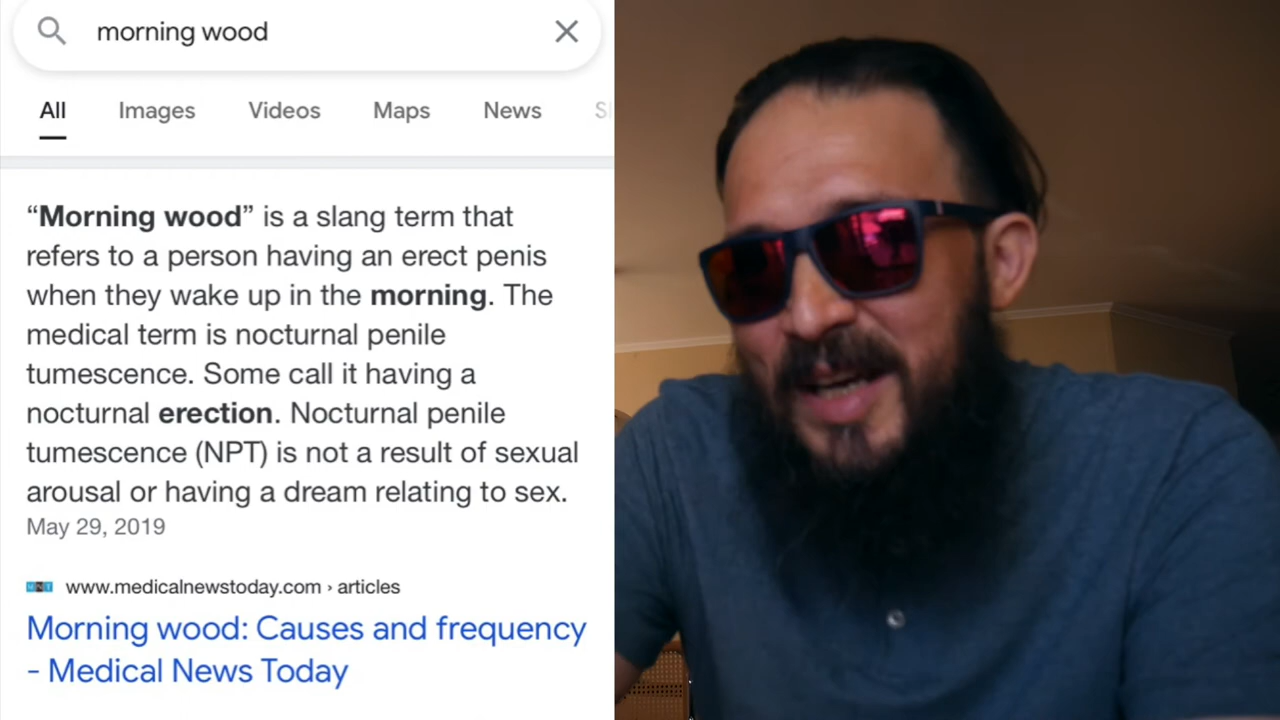 morning wood
All Images Videos Maps News
“Morning wood” is a slang term that
refers to a person having an erect penis
when they wake up in the morning. The
medical term is nocturnal penile
tumescence. Some call it having a
nocturnal erection. Nocturnal penile
tumescence (NPT) is not a result of sexual
arousal or having a dream relating to sex.
May 29, 2019
www.medicalnewstoday.com › articles
Morning wood: Causes and frequency
- Medical News Today